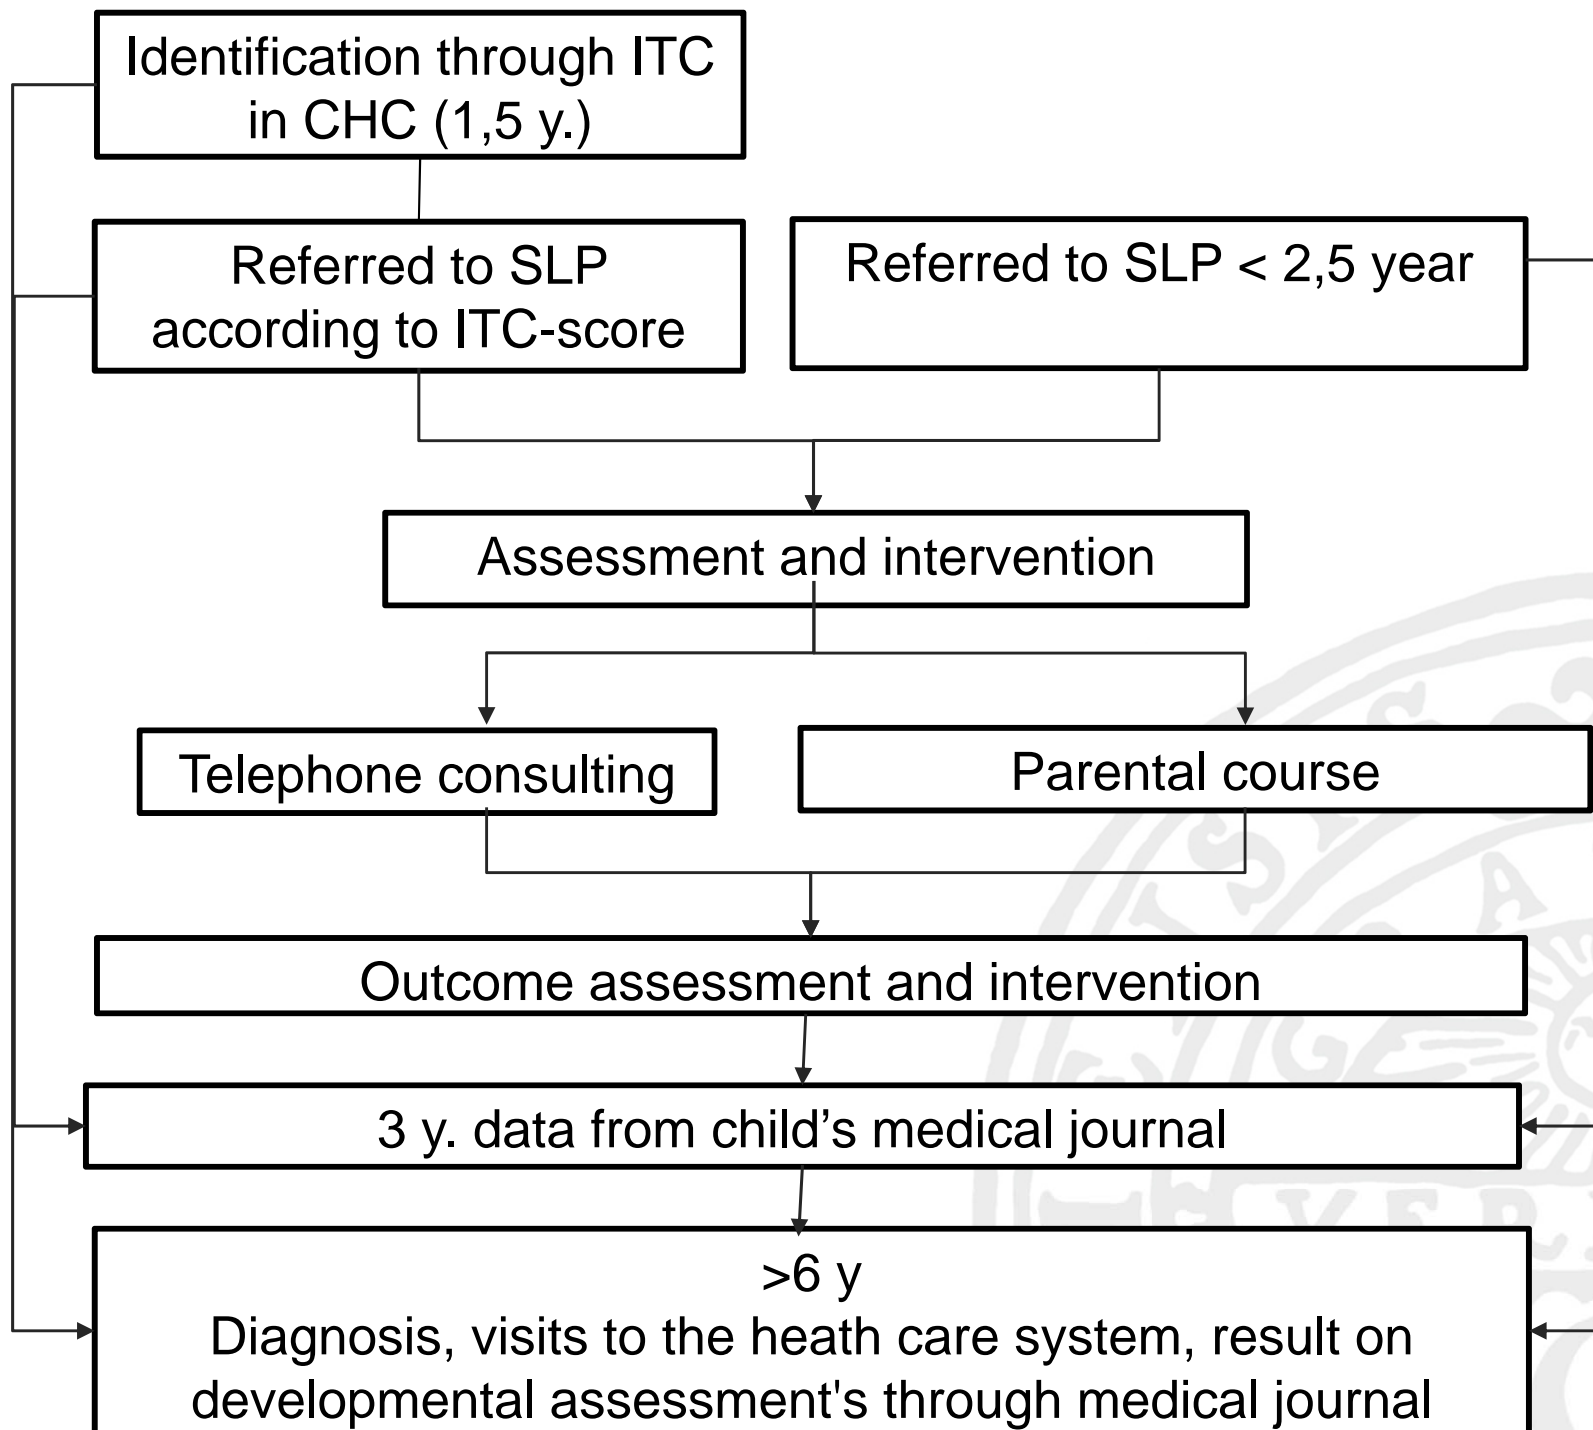 Identification through ITC
in CHC (1,5 y.)
Referred to SLP
according to ITC-score
Referred to SLP < 2,5 year
Assessment and intervention
Telephone consulting
Parental course
Outcome assessment and intervention
3 y. data from child’s medical journal
>6 y
Diagnosis, visits to the heath care system, result on
developmental assessment's through medical journal